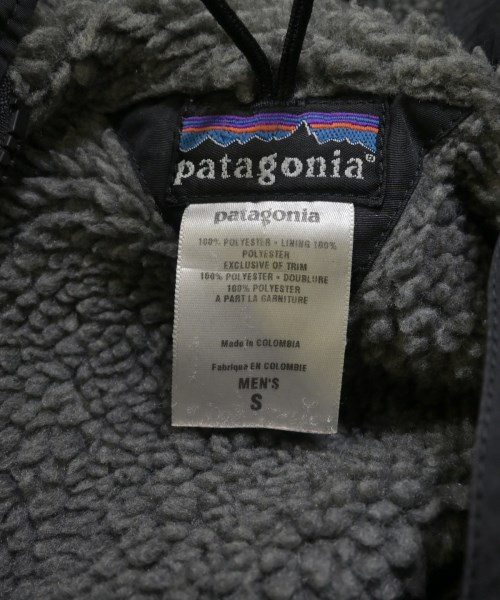 patagonia®
patagonia
100% POLYESTER • LINING 100%
POLYESTER
EXCLUSIVE OF TRIM
100% POLYESTER • DOUBLURE
100% POLYESTER
A PART LA GARNITURE
Made in COLOMBIA
Fabrique EN COLOMBIE
MEN'S
S